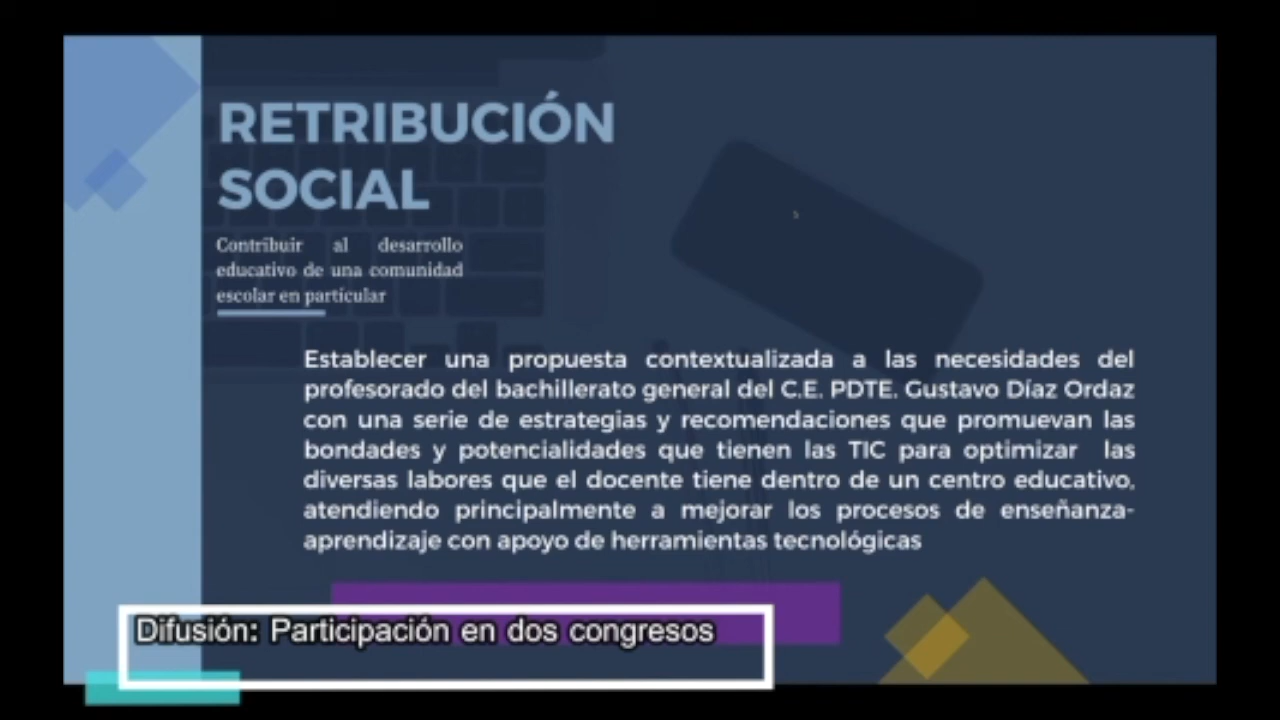 RETRIBUCIÓN
SOCIAL
Contribuir al desarrollo
educativo de una comunidad
escolar en particular
Establecer una propuesta contextualizada a las necesidades del
profesorado del bachillerato general del C.E. PDTE. Gustavo Díaz Ordaz
con una serie de estrategias y recomendaciones que promuevan las
bondades y potencialidades que tienen las TIC para optimizar las
diversas labores que el docente tiene dentro de un centro educativo,
atendiendo principalmente a mejorar los procesos de enseñanza-
aprendizaje con apoyo de herramientas tecnológicas
Difusión: Participación en dos congresos